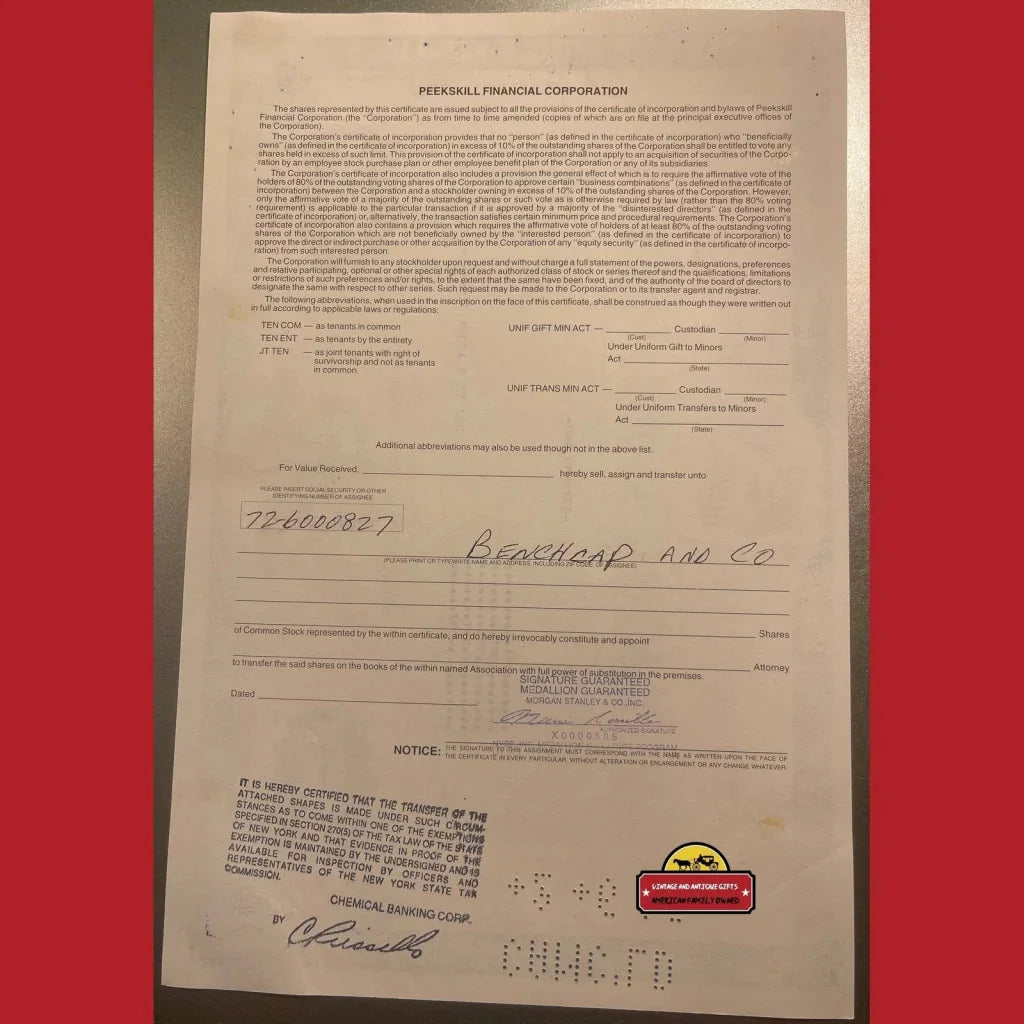 PEEKSKILL FINANCIAL CORPORATION
The shares represented by this certificate are issued subject to all the provisions of the certificate of incorporation and bylaws of Peekskill
Financial Corporation (the "Corporation") as from time to time amended (copies of which are on file at the principal executive offices of
the Corporation).
The Corporation's certificate of incorporation provides that no "person" (as defined in the certificate of incorporation) who "beneficially
owns" (as defined in the certificate of incorporation) in excess of 10% of the outstanding shares of the Corporation shall be entitled to vote any
shares held in excess of such limit. This provision of the certificate of incorporation shall not apply to an acquisition of securities of the Corpo-
ration by an employee stock purchase plan or other employee benefit plan of the Corporation or any of its subsidiaries.
The Corporation's certificate of incorporation also includes a provision the general effect of which is to require the affirmative vote of the
holders of 80% of the outstanding voting shares of the Corporation to approve certain "business combinations" (as defined in the certificate of
incorporation) between the Corporation and a stockholder owning in excess of 10% of the outstanding shares of the Corporation. However,
only the affirmative vote of a majority of the outstanding shares or such vote as is otherwise required by law (rather than the 80% voting
requirement) is applicable to the particular transaction if it is approved by a majority of the "disinterested directors" (as defined in the
certificate of incorporation) or, alternatively, the transaction satisfies certain minimum price and procedural requirements. The Corporation's
certificate of incorporation also contains a provision which requires the affirmative vote of holders of at least 80% of the outstanding voting
shares of the Corporation which are not beneficially owned by the "interested person" (as defined in the certificate of incorporation) to
approve the direct or indirect purchase or other acquisition by the Corporation of any "equity security" (as defined in the certificate of incorpo-
ration) from such interested person.
The Corporation will furnish to any stockholder upon request and without charge a full statement of the powers, designations, preferences
and relative participating, optional or other special rights of each authorized class of stock or series thereof and the qualifications, limitations
or restrictions of such preferences and/or rights, to the extent that the same have been fixed, and of the authority of the board of directors to
designate the same with respect to other series. Such request may be made to the Corporation or to its transfer agent and registrar.
The following abbreviations, when used in the inscription on the face of this certificate, shall be construed as though they were written out
in full according to applicable laws or regulations:
TEN COM — as tenants in common
TEN ENT — as tenants by the entirety
JT TEN — as joint tenants with right of
survivorship and not as tenants
in common.
UNIF GIFT MIN ACT — Custodian
(Cust) (Minor)
Under Uniform Gift to Minors
Act
(State)
UNIF TRANS MIN ACT — Custodian
(Cust) (Minor)
Under Uniform Transfers to Minors
Act
(State)
Additional abbreviations may also be used though not in the above list.
For Value Received, hereby sell, assign and transfer unto
PLEASE INSERT SOCIAL SECURITY OR OTHER
IDENTIFYING NUMBER OF ASSIGNEE
72-6000827
BENCHCAP AND CO
(PLEASE PRINT OR TYPEWRITE NAME AND ADDRESS, INCLUDING ZIP CODE, OF ASSIGNEE)
Shares
of Common Stock represented by the within certificate, and do hereby irrevocably constitute and appoint
Attorney
to transfer the said shares on the books of the within named Association with full power of substitution in the premises.
SIGNATURE GUARANTEED
MEDALLION GUARANTEED
MORGAN STANLEY & CO., INC.
Dated
AUTHORIZED SIGNATURE
X0000505
NOTICE: THE SIGNATURE TO THIS ASSIGNMENT MUST CORRESPOND WITH THE NAME AS WRITTEN UPON THE FACE OF
THE CERTIFICATE IN EVERY PARTICULAR, WITHOUT ALTERATION OR ENLARGEMENT OR ANY CHANGE WHATEVER.
IT IS HEREBY CERTIFIED THAT THE TRANSFER OF THE
ATTACHED SHAPES IS MADE UNDER SUCH CIRCUM-
STANCES AS TO COME WITHIN ONE OF THE EXEMPTIONS
SPECIFIED IN SECTION 270(5) OF THE TAX LAW OF THE STATE
OF NEW YORK AND THAT EVIDENCE IN PROOF OF THE
EXEMPTION IS MAINTAINED BY THE UNDERSIGNED AND IS
AVAILABLE FOR INSPECTION BY OFFICERS AND
REPRESENTATIVES OF THE NEW YORK STATE TAX
COMMISSION.
CHEMICAL BANKING CORP.
BY
VINTAGE AND ANTIQUE GIFTS
AMERICAN FAMILY OWNED